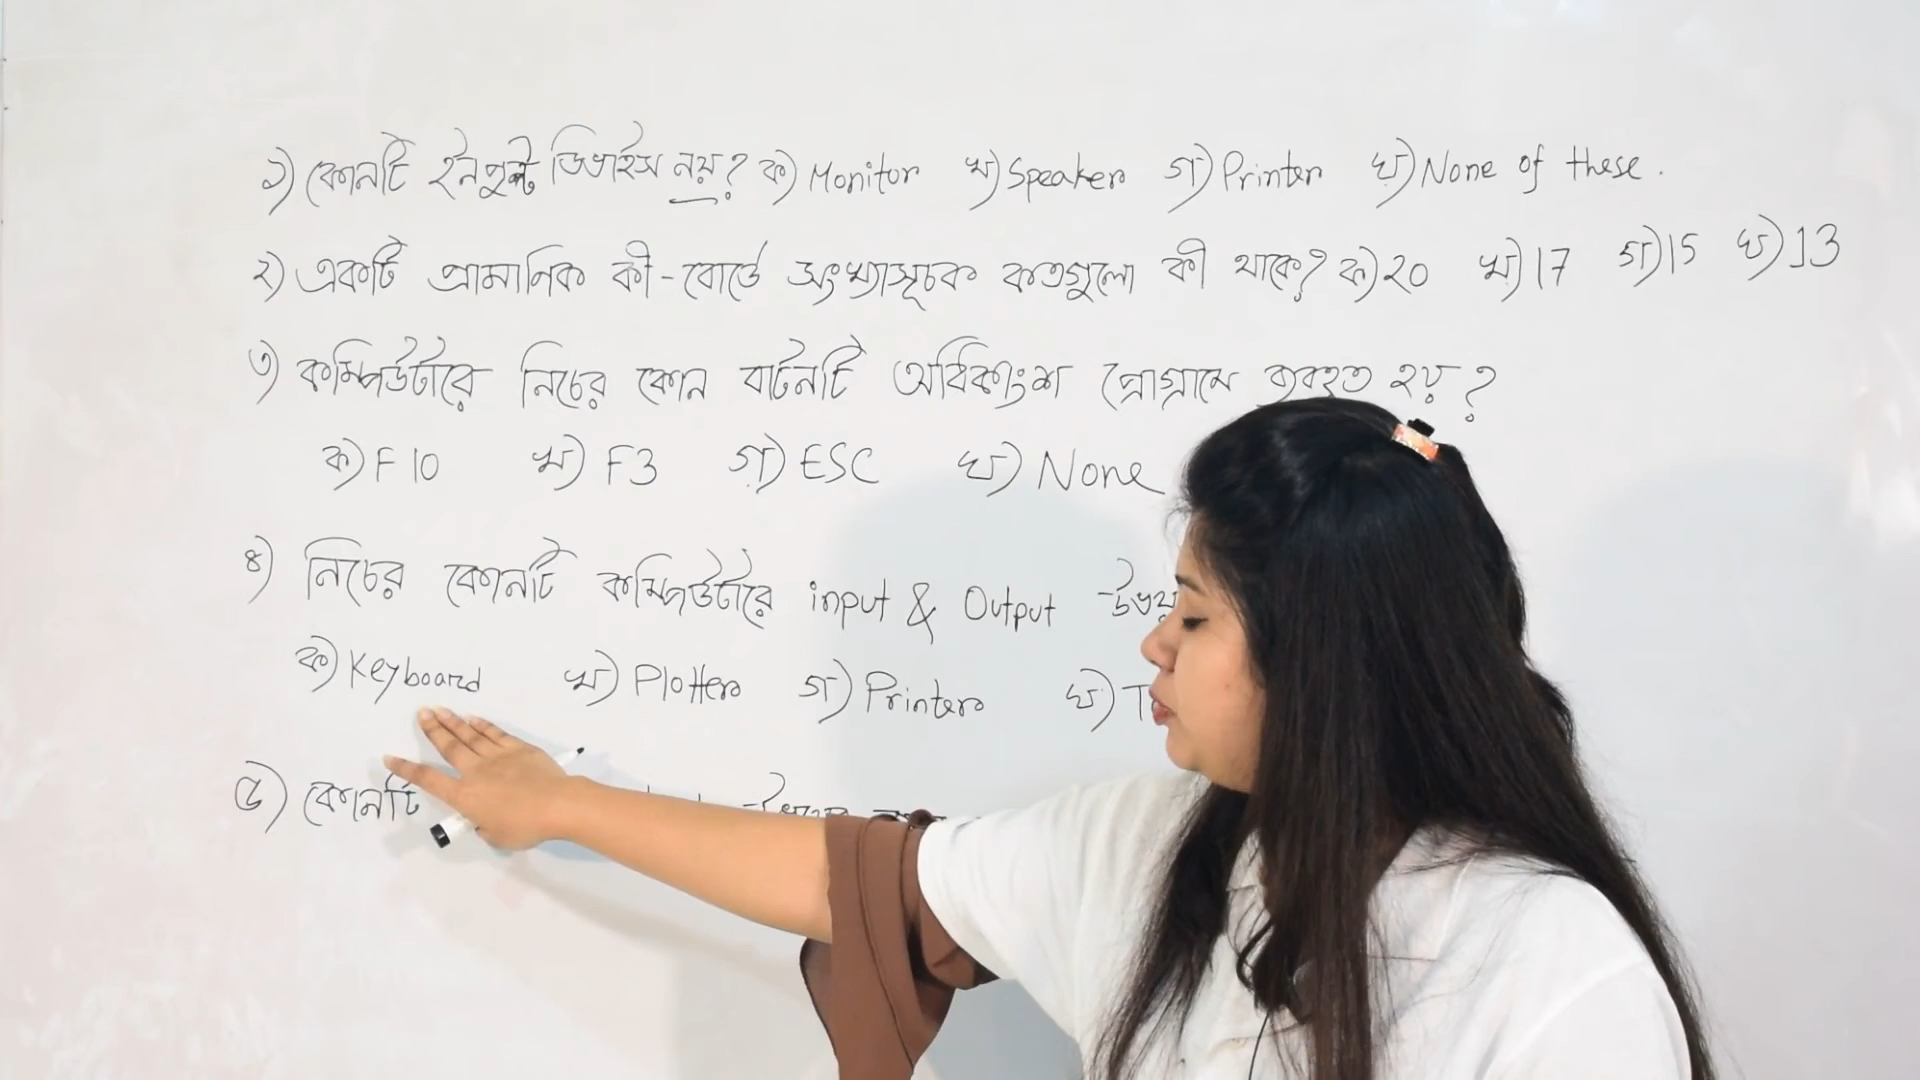 ১) কোনটি ইনপুট ডিভাইস নয়? ক) Monitor খ) Speaker গ) Printer ঘ) None of these.
২) একটি প্রামানিক কী-বোর্ডে সংখ্যাসূচক কতগুলো কী থাকে? ক) 20 খ) 17 গ) 15 ঘ) 13
৩) কম্পিউটারে নিচের কোন বাটনটি অধিকাংশ প্রোগ্রামে ব্যবহৃত হয়?
ক) F10 খ) F3 গ) ESC ঘ) None
৪) নিচের কোনটি কম্পিউটারে input & Output উভয়
ক) Keyboard খ) Plotter গ) Printer ঘ)
৫) কোনটি